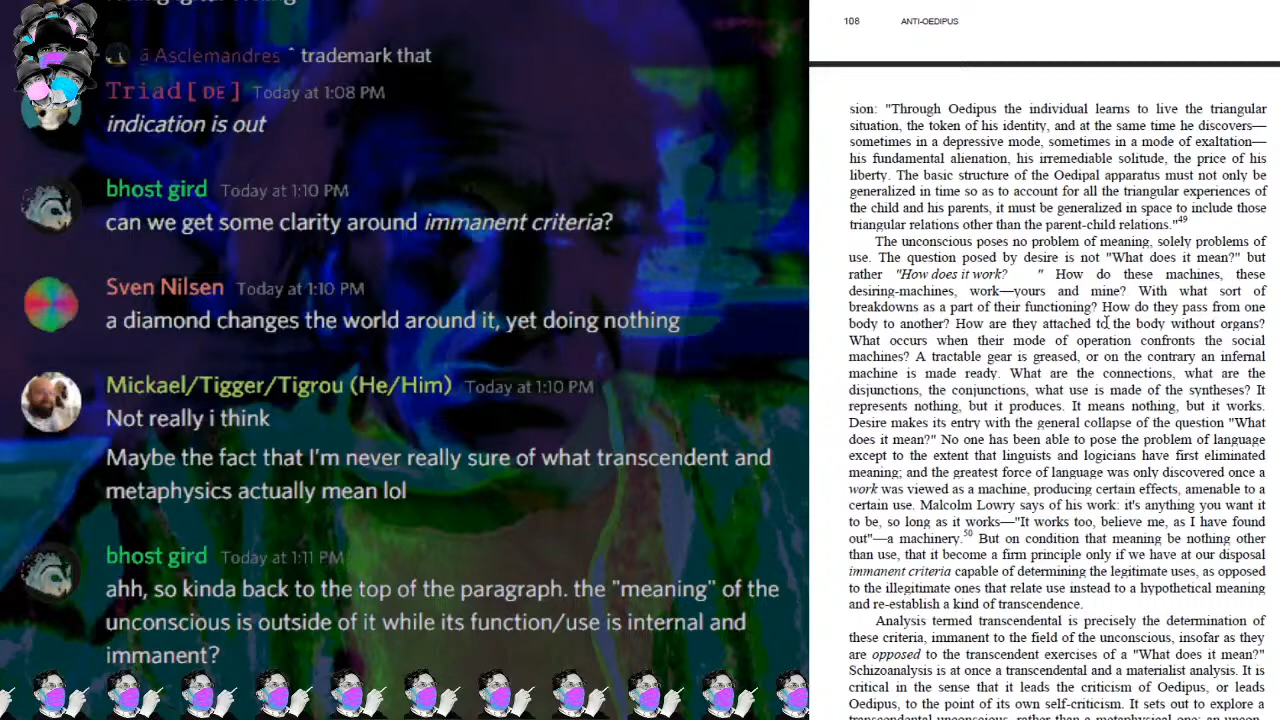 ā Asclemandres ˆ trademark that
Triad[DE] Today at 1:08 PM
indication is out
bhost gird Today at 1:10 PM
can we get some clarity around immanent criteria?
Sven Nilsen Today at 1:10 PM
a diamond changes the world around it, yet doing nothing
Mickael/Tigger/Tigrou (He/Him) Today at 1:10 PM
Not really i think
Maybe the fact that I'm never really sure of what transcendent and
metaphysics actually mean lol
bhost gird Today at 1:11 PM
ahh, so kinda back to the top of the paragraph. the "meaning" of the
unconscious is outside of it while its function/use is internal and
immanent?
108 ANTI-OEDIPUS
sion: "Through Oedipus the individual learns to live the triangular
situation, the token of his identity, and at the same time he discovers—
sometimes in a depressive mode, sometimes in a mode of exaltation—
his fundamental alienation, his irremediable solitude, the price of his
liberty. The basic structure of the Oedipal apparatus must not only be
generalized in time so as to account for all the triangular experiences of
the child and his parents, it must be generalized in space to include those
triangular relations other than the parent-child relations."49
The unconscious poses no problem of meaning, solely problems of
use. The question posed by desire is not "What does it mean?" but
rather "How does it work? " How do these machines, these
desiring-machines, work—yours and mine? With what sort of
breakdowns as a part of their functioning? How do they pass from one
body to another? How are they attached to the body without organs?
What occurs when their mode of operation confronts the social
machines? A tractable gear is greased, or on the contrary an infernal
machine is made ready. What are the connections, what are the
disjunctions, the conjunctions, what use is made of the syntheses? It
represents nothing, but it produces. It means nothing, but it works.
Desire makes its entry with the general collapse of the question "What
does it mean?" No one has been able to pose the problem of language
except to the extent that linguists and logicians have first eliminated
meaning; and the greatest force of language was only discovered once a
work was viewed as a machine, producing certain effects, amenable to a
certain use. Malcolm Lowry says of his work: it's anything you want it
to be, so long as it works—"It works too, believe me, as I have found
out"—a machinery.50 But on condition that meaning be nothing other
than use, that it become a firm principle only if we have at our disposal
immanent criteria capable of determining the legitimate uses, as opposed
to the illegitimate ones that relate use instead to a hypothetical meaning
and re-establish a kind of transcendence.
Analysis termed transcendental is precisely the determination of
these criteria, immanent to the field of the unconscious, insofar as they
are opposed to the transcendent exercises of a "What does it mean?"
Schizoanalysis is at once a transcendental and a materialist analysis. It is
critical in the sense that it leads the criticism of Oedipus, or leads
Oedipus, to the point of its own self-criticism. It sets out to explore a
transcendental unconscious, rather than a metaphysical one; an uncon-